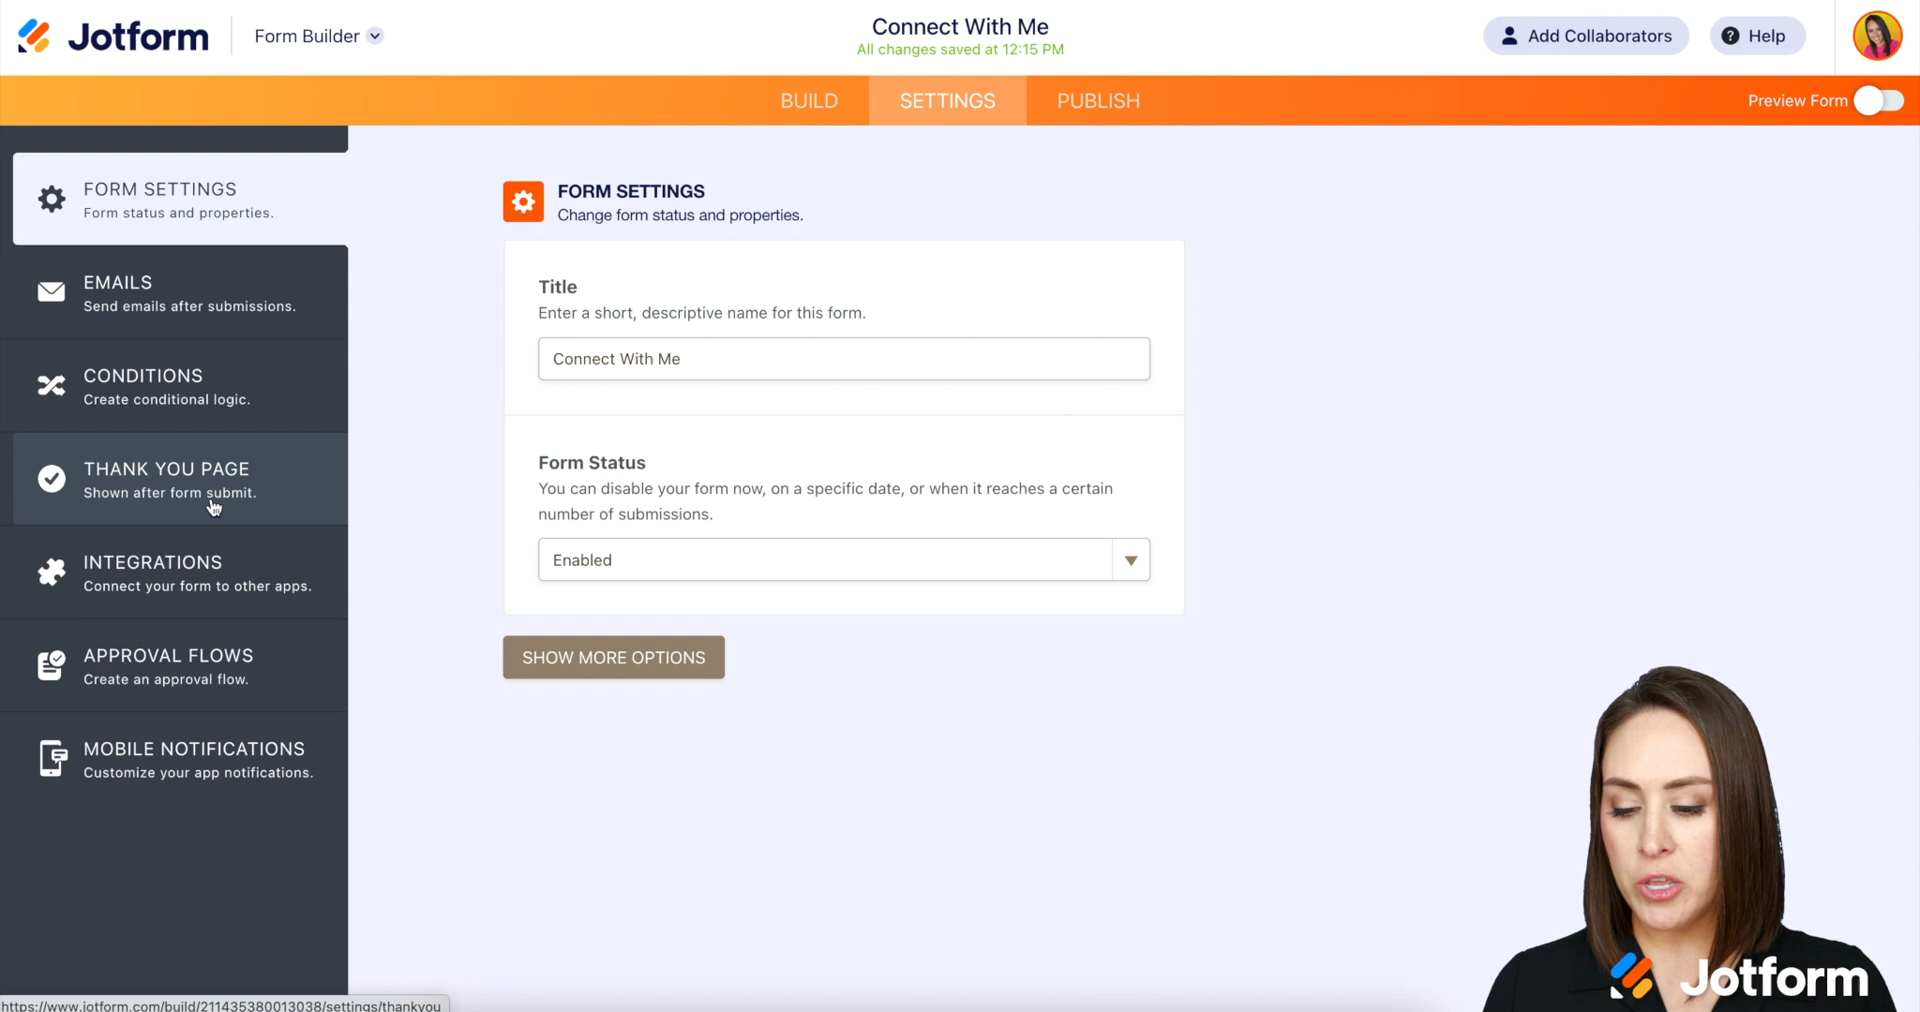 Jotform
Form Builder
Connect With Me
All changes saved at 12:15 PM
Add Collaborators
Help
BUILD
SETTINGS
PUBLISH
Preview Form
FORM SETTINGS
Form status and properties.
EMAILS
Send emails after submissions.
CONDITIONS
Create conditional logic.
THANK YOU PAGE
Shown after form submit.
INTEGRATIONS
Connect your form to other apps.
APPROVAL FLOWS
Create an approval flow.
MOBILE NOTIFICATIONS
Customize your app notifications.
FORM SETTINGS
Change form status and properties.
Title
Enter a short, descriptive name for this form.
Connect With Me
Form Status
You can disable your form now, on a specific date, or when it reaches a certain
number of submissions.
Enabled
SHOW MORE OPTIONS
https://www.jotform.com/build/211435380013038/settings/thankyou
Jotform